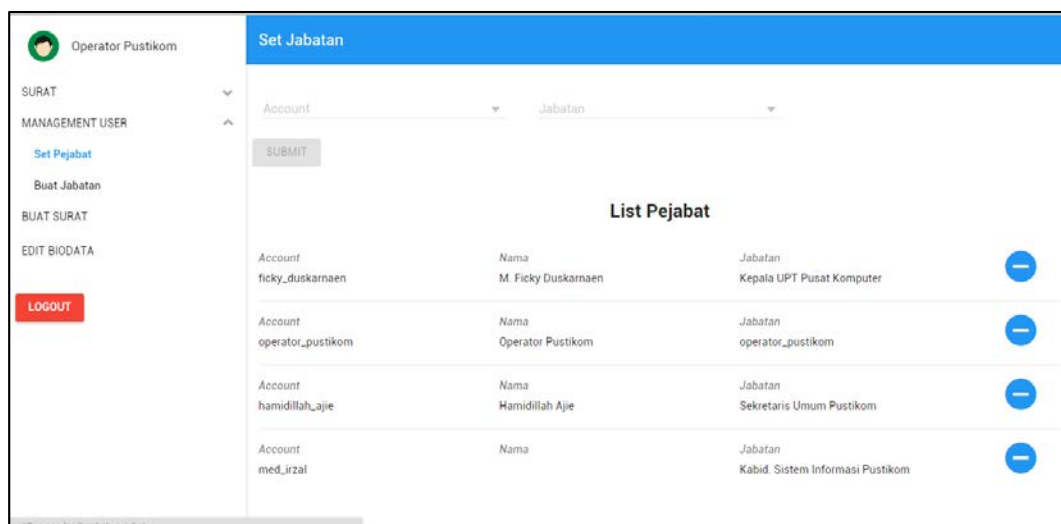 Operator Pustikom
SURAT
MANAGEMENT USER
Set Pejabat
Buat Jabatan
BUAT SURAT
EDIT BIODATA
LOGOUT
Set Jabatan
Account Jabatan
SUBMIT
List Pejabat
Account Nama Jabatan
ficky_duskarnaen M. Ficky Duskarnaen Kepala UPT Pusat Komputer
Account Nama Jabatan
operator_pustikom Operator Pustikom operator_pustikom
Account Nama Jabatan
hamidillah_ajie Hamidillah Ajie Sekretaris Umum Pustikom
Account Nama Jabatan
med_irzal Kabid. Sistem Informasi Pustikom